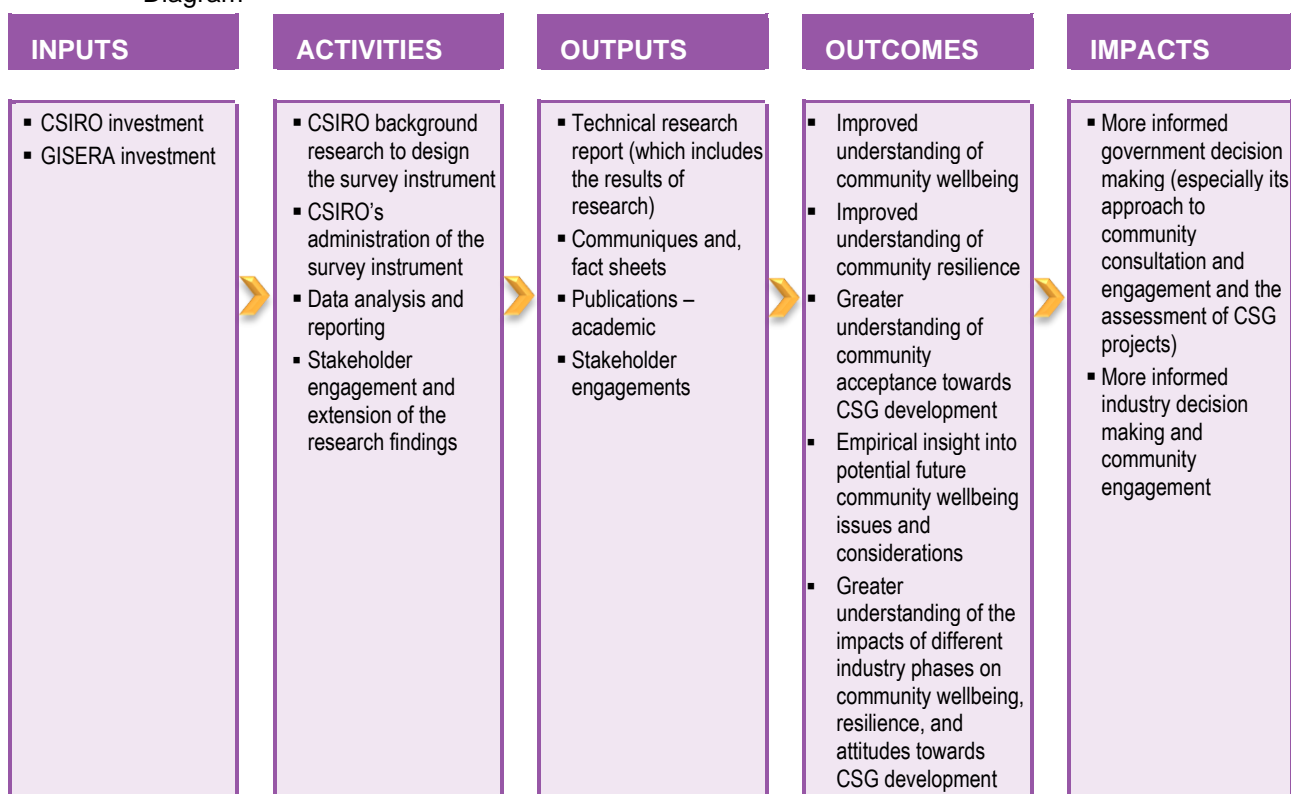 Diagram
INPUTS
ACTIVITIES
OUTPUTS
OUTCOMES
IMPACTS
▪ CSIRO investment
▪ GISERA investment
▪ CSIRO background
research to design
the survey instrument
▪ CSIRO's
administration of the
survey instrument
▪ Data analysis and
reporting
▪ Stakeholder
engagement and
extension of the
research findings
▪ Technical research
report (which includes
the results of
research)
▪ Communiques and,
fact sheets
▪ Publications –
academic
▪ Stakeholder
engagements
▪ Improved
understanding of
community wellbeing
▪ Improved
understanding of
community resilience
▪ Greater
understanding of
community
acceptance towards
CSG development
▪ Empirical insight into
potential future
community wellbeing
issues and
considerations
▪ Greater
understanding of the
impacts of different
industry phases on
community wellbeing,
resilience, and
attitudes towards
CSG development
▪ More informed
government decision
making (especially its
approach to
community
consultation and
engagement and the
assessment of CSG
projects)
▪ More informed
industry decision
making and
community
engagement